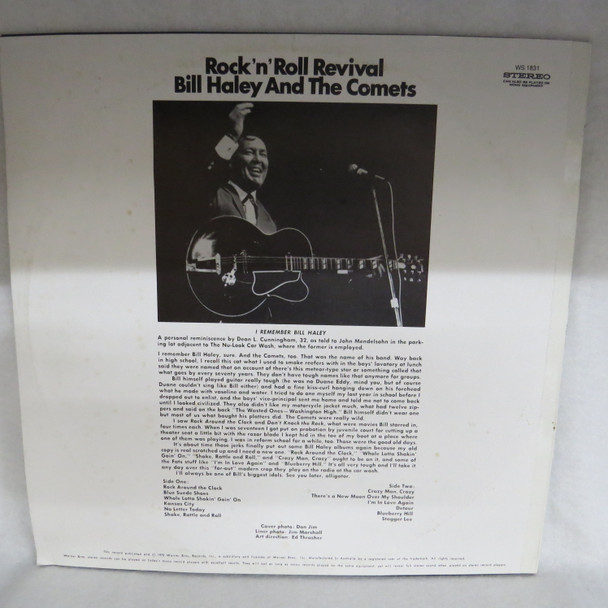 WS 1831
STEREO
CAN ALSO BE PLAYED ON
MONO EQUIPMENT
Rock'n'Roll Revival
Bill Haley And The Comets
I REMEMBER BILL HALEY
A personal reminiscence by Dean L. Cunningham, 32, as told to John Mendelsohn in the park-
ing lot adjacent to The Nu-Look Car Wash, where the farmer is employed.
I remember Bill Haley, sure. And the Comets, too. That was the name of his band. Way back
in high school. I recall this cat what I used to smoke reefers with in the boys' lavatory at lunch
said they were named that on account of there's this meteor-type star or something called that
what goes by every seventy years. They don't have tough names like that anymore for groups.
Bill himself played guitar really tough (he was no Duane Eddy, mind you, but of course
Duane couldn't sing like Bill either) and had a fine kiss-curl hanging down on his forehead
what he made with vaseline and water. I tried to do one myself my last year in school before I
dropped out to enlist, and the boys' vice-principal sent me home and told me not to come back
until I looked civilized. They also didn't like my motorcycle jacket much, what had twelve zip-
pers and said on the back "The Wanted Ones—Washington High." Bill himself didn't wear one
but most of us what bought his platters did. The Comets were really wild.
I saw Rock Around the Clock and Don't Knock the Rock, what were movies Bill starred in,
four times each. When I was seventeen I got put on probation by juvenile court for cutting up a
theater seat a little bit with the razor blade I kept hid in the toe of my boot at a place where
one of them was playing. I was in reform school for a while, too. Those were the good old days.
It's about time these jerks finally put out some Bill Haley albums again because my old
copy is real scratched up and I need a new one. "Rock Around the Clock," "Whole Lotta Shakin'
Goin' On," "Shake, Rattle and Roll," and "Crazy Man, Crazy" ought to be on it, and some of
the Fats stuff like "I'm In Love Again" and "Blueberry Hill." It's all very tough and I'll take it
any day over this "far-out" modern crap they play on the radio at the car wash.
I'll always be one of Bill's biggest idols. See you later, alligator.
Side One:
Rock Around the Clock
Blue Suede Shoes
Whole Lotta Shakin' Goin' On
Kansas City
No Letter Today
Shake, Rattle and Roll
Side Two:
Crazy Man, Crazy
There's a New Moon Over My Shoulder
I'm In Love Again
Detour
Blueberry Hill
Stagger Lee
Cover photo: Don Jim
Liner photo: Jim Marshall
Art direction: Ed Thrasher